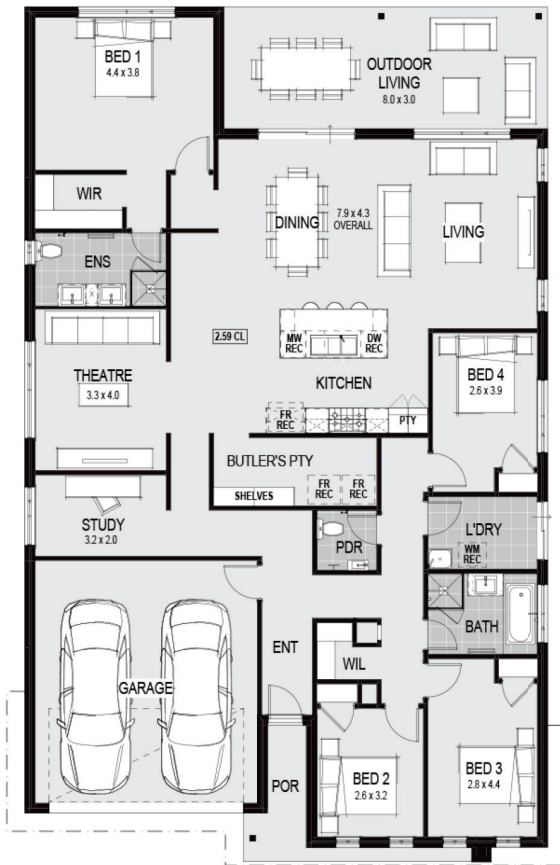 BED 1
4.4 x 3.8
OUTDOOR
LIVING
8.0 x 3.0
WIR
DINING
7.9 x 4.3
OVERALL
LIVING
ENS
2.59 CL
MW
REC
DW
REC
THEATRE
3.3 x 4.0
KITCHEN
BED 4
2.6 x 3.9
FR
REC
PTY
BUTLER'S PTY
SHELVES
FR
REC
FR
REC
STUDY
3.2 x 2.0
PDR
L'DRY
WM
REC
BATH
ENT
WIL
GARAGE
POR
BED 2
2.6 x 3.2
BED 3
2.8 x 4.4